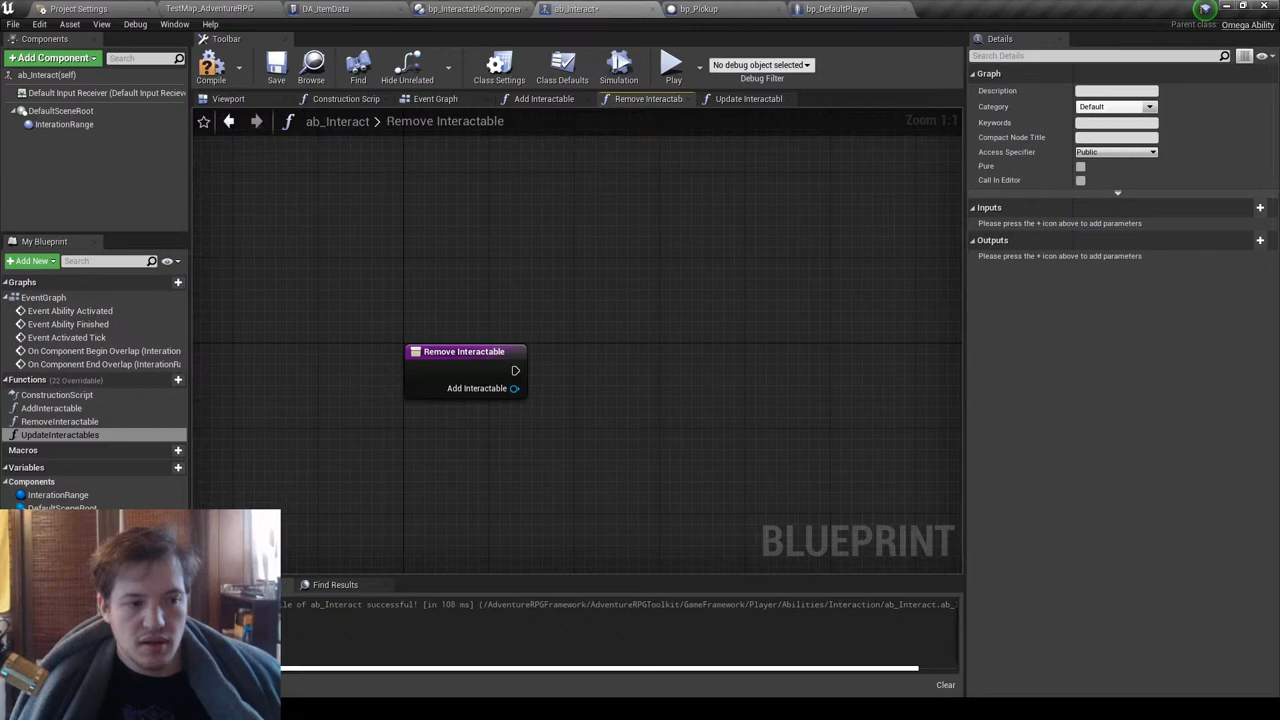 Project Settings
TestMap_AdventureRPG
DA_ItemData
bp_InteractableComponen
ab_Interact•
bp_Pickup
bp_DefaultPlayer
File Edit Asset View Debug Window Help
Parent class: Omega Ability
Components
Toolbar
Details
+ Add Component
Search
Compile
Save
Browse
Find
Hide Unrelated
Class Settings
Class Defaults
Simulation
Play
No debug object selected
Debug Filter
Search Details
ab_Interact(self)
Default Input Receiver (Default Input Receive
DefaultSceneRoot
InterationRange
Viewport
Construction Scrip
Event Graph
Add Interactable
Remove Interactab
Update Interactabl
ab_Interact > Remove Interactable
Zoom 1:1
Graph
Description
Category
Default
Keywords
Compact Node Title
Access Specifier
Public
Pure
Call In Editor
Inputs
Please press the + icon above to add parameters
Outputs
Please press the + icon above to add parameters
My Blueprint
+ Add New
Search
Graphs
EventGraph
Event Ability Activated
Event Ability Finished
Event Activated Tick
On Component Begin Overlap (Interation
On Component End Overlap (InterationRa
Functions (22 Overridable)
ConstructionScript
AddInteractable
RemoveInteractable
UpdateInteractables
Macros
Variables
Components
InterationRange
DefaultSceneRoot
Remove Interactable
Add Interactable
BLUEPRINT
Find Results
le of ab_Interact successful! [in 108 ms] (/AdventureRPGFramework/AdventureRPGToolkit/GameFramework/Player/Abilities/Interaction/ab_Interact.ab_
Clear